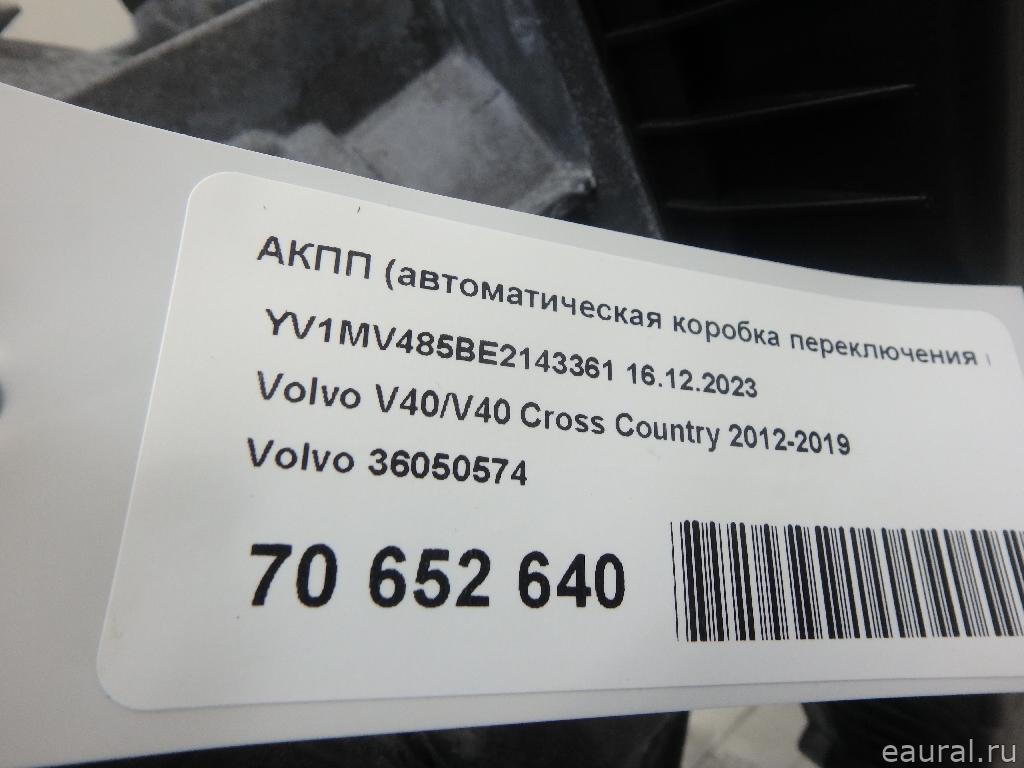 АКПП (автоматическая коробка переключения
YV1MV485BE2143361 16.12.2023
Volvo V40/V40 Cross Country 2012-2019
Volvo 36050574
70 652 640
eaural.ru